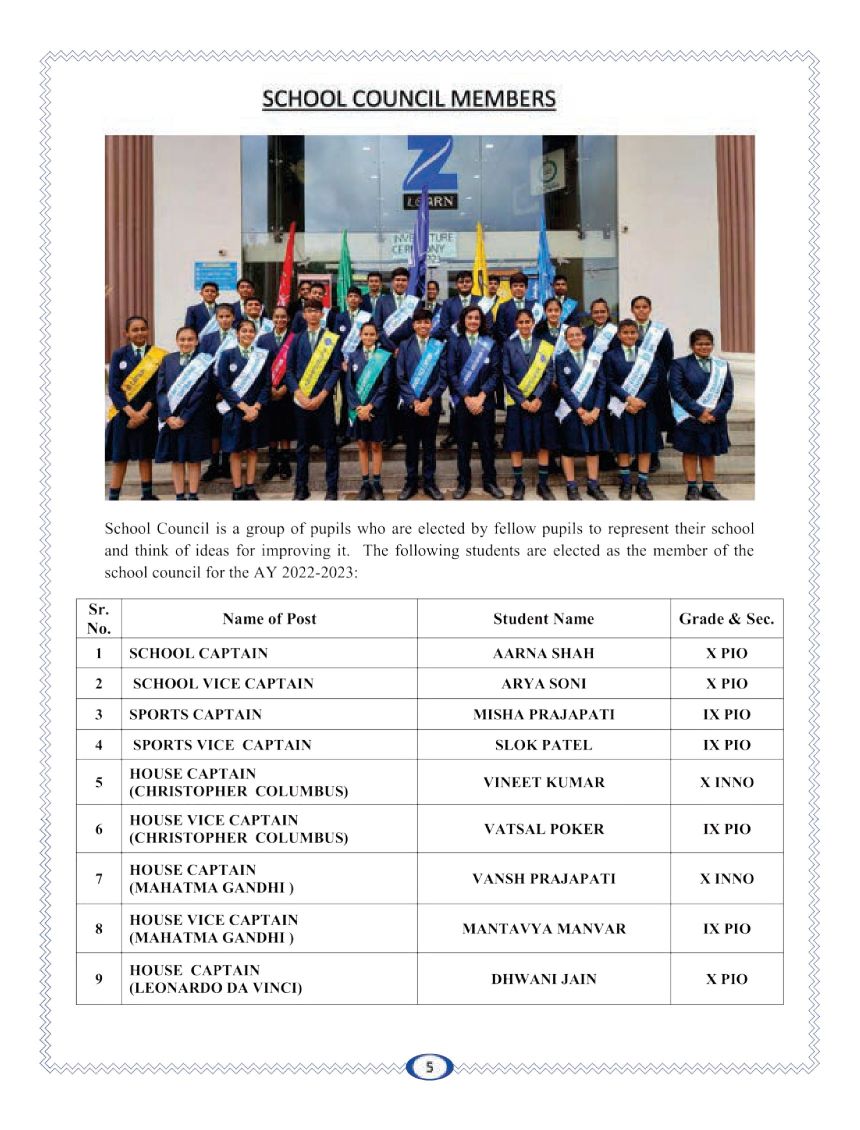 SCHOOL COUNCIL MEMBERS
Z
LEARN
INVESTITURE
CEREMONY
School Council is a group of pupils who are elected by fellow pupils to represent their school
and think of ideas for improving it. The following students are elected as the member of the
school council for the AY 2022-2023:
Sr. No. Name of Post Student Name Grade & Sec.
1 SCHOOL CAPTAIN AARNA SHAH X PIO
2 SCHOOL VICE CAPTAIN ARYA SONI X PIO
3 SPORTS CAPTAIN MISHA PRAJAPATI IX PIO
4 SPORTS VICE CAPTAIN SLOK PATEL IX PIO
5 HOUSE CAPTAIN (CHRISTOPHER COLUMBUS) VINEET KUMAR X INNO
6 HOUSE VICE CAPTAIN (CHRISTOPHER COLUMBUS) VATSAL POKER IX PIO
7 HOUSE CAPTAIN (MAHATMA GANDHI ) VANSH PRAJAPATI X INNO
8 HOUSE VICE CAPTAIN (MAHATMA GANDHI ) MANTAVYA MANVAR IX PIO
9 HOUSE CAPTAIN (LEONARDO DA VINCI) DHWANI JAIN X PIO
5